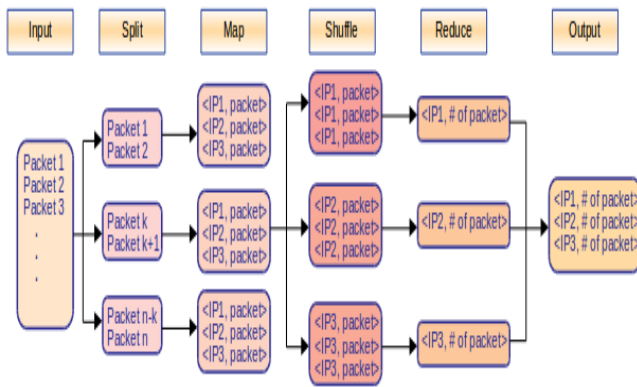 Input
Split
Map
Shuffle
Reduce
Output
Packet 1
Packet 2
Packet 3
.
.
.
Packet 1
Packet 2
Packet k
Packet k+1
Packet n-k
Packet n
<IP1, packet>
<IP2, packet>
<IP3, packet>
<IP1, packet>
<IP2, packet>
<IP3, packet>
<IP1, packet>
<IP2, packet>
<IP3, packet>
<IP1, packet>
<IP1, packet>
<IP1, packet>
<IP2, packet>
<IP2, packet>
<IP2, packet>
<IP3, packet>
<IP3, packet>
<IP3, packet>
<IP1, # of packet>
<IP2, # of packet>
<IP3, # of packet>
<IP1, # of packet>
<IP2, # of packet>
<IP3, # of packet>